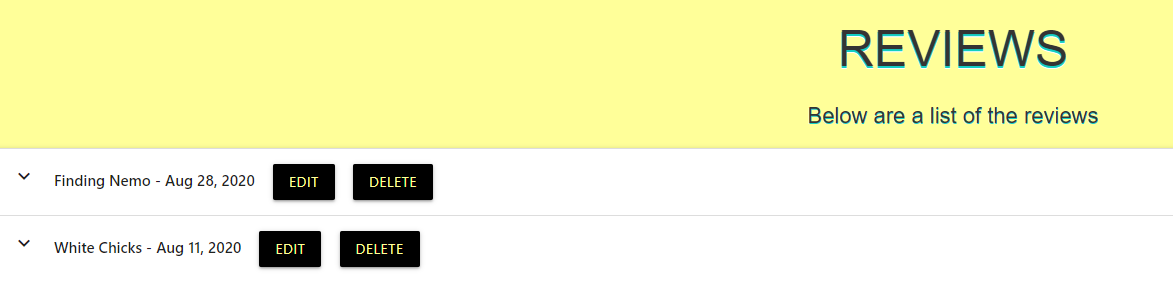 REVIEWS
Below are a list of the reviews
Finding Nemo - Aug 28, 2020 EDIT DELETE
White Chicks - Aug 11, 2020 EDIT DELETE